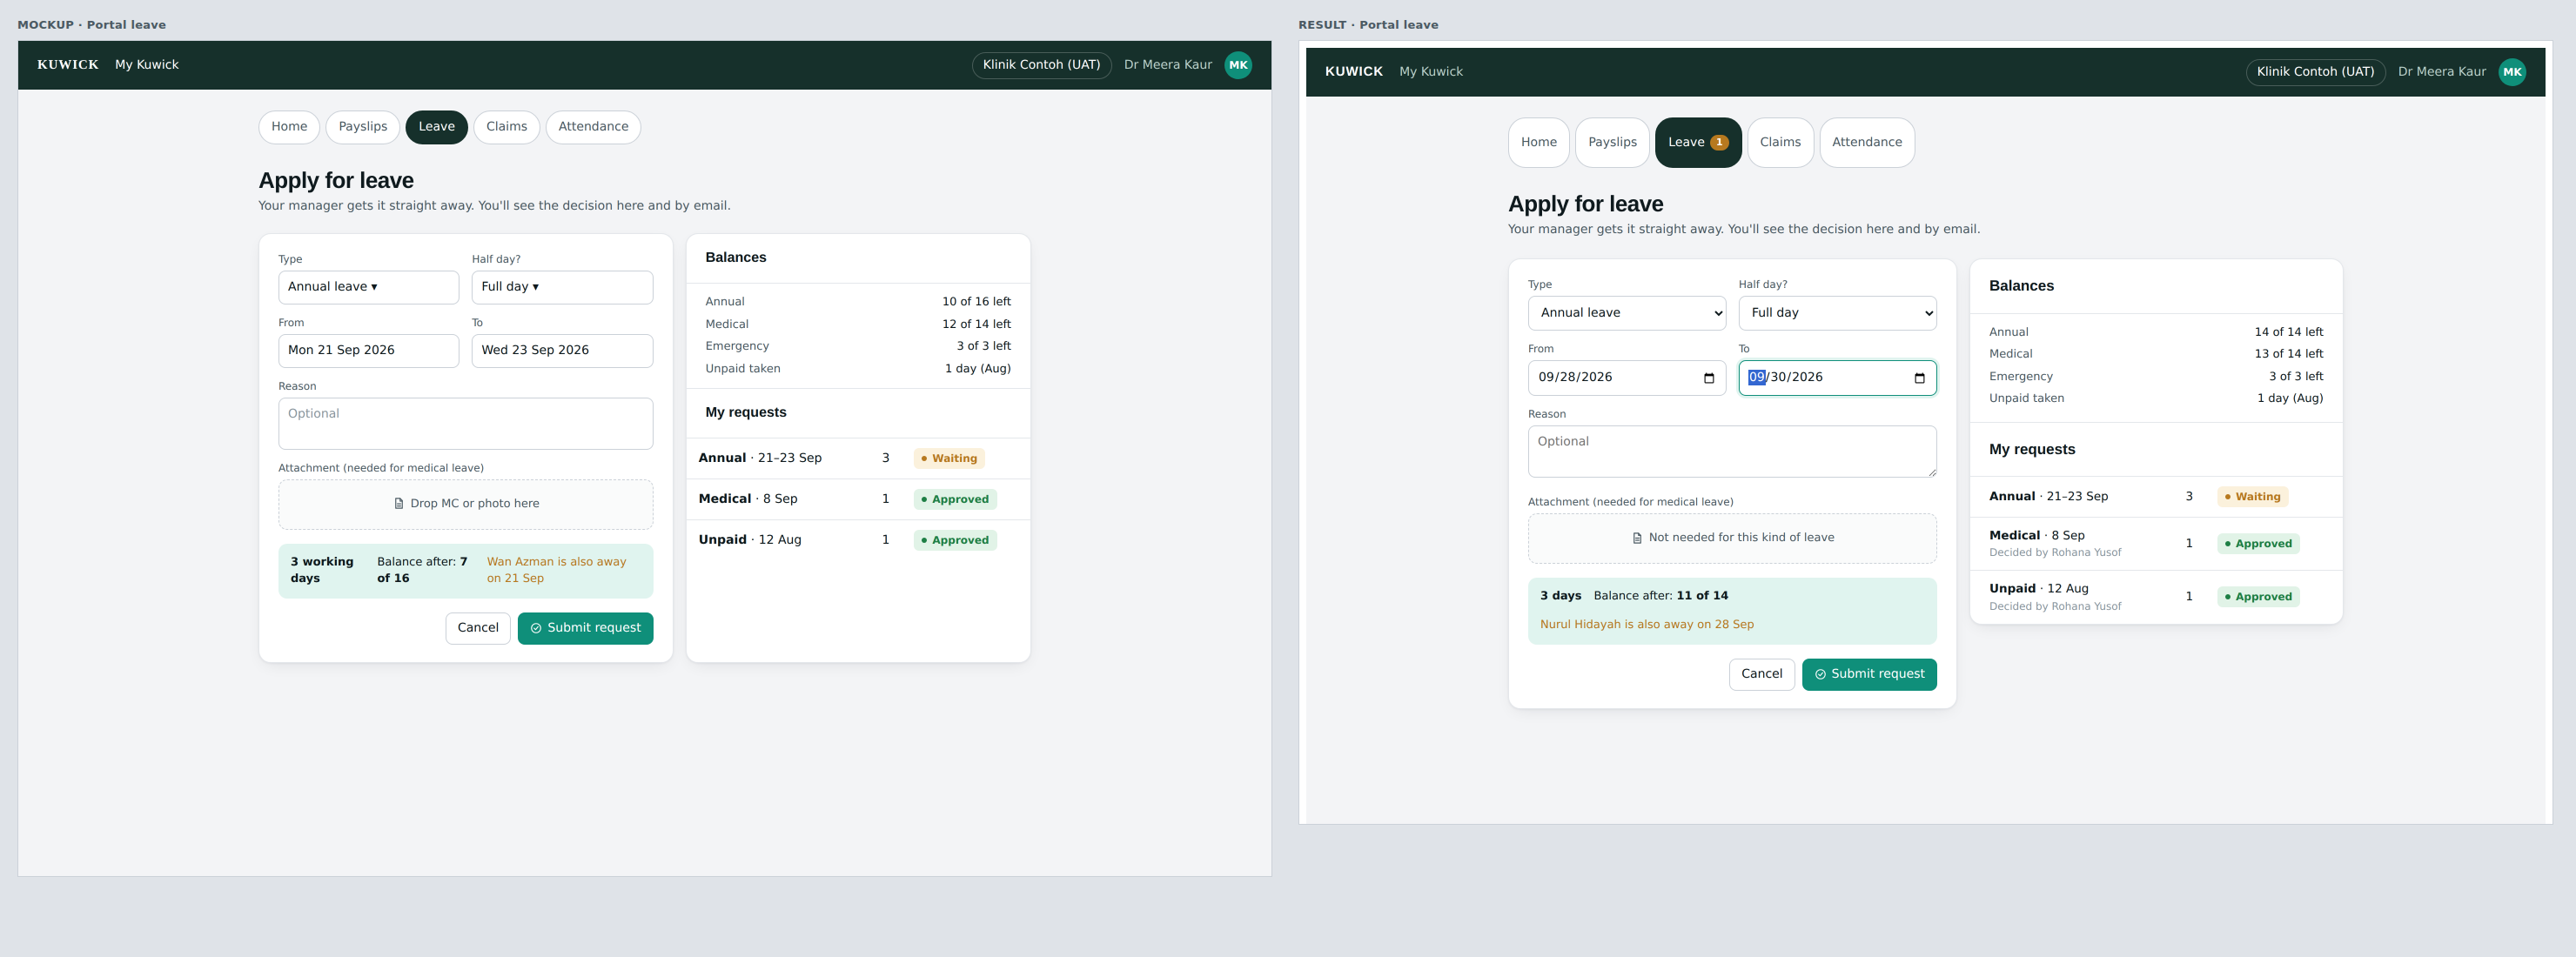 MOCKUP · Portal leave
KUWICK My Kuwick Klinik Contoh (UAT) Dr Meera Kaur MK
Home Payslips Leave Claims Attendance
Apply for leave
Your manager gets it straight away. You'll see the decision here and by email.
Type Half day?
Annual leave ▾ Full day ▾
From To
Mon 21 Sep 2026 Wed 23 Sep 2026
Reason
Optional
Attachment (needed for medical leave)
Drop MC or photo here
3 working days
Balance after: 7 of 16
Wan Azman is also away on 21 Sep
Cancel Submit request
Balances
Annual 10 of 16 left
Medical 12 of 14 left
Emergency 3 of 3 left
Unpaid taken 1 day (Aug)
My requests
Annual · 21–23 Sep 3 Waiting
Medical · 8 Sep 1 Approved
Unpaid · 12 Aug 1 Approved
RESULT · Portal leave
KUWICK My Kuwick Klinik Contoh (UAT) Dr Meera Kaur MK
Home Payslips Leave 1 Claims Attendance
Apply for leave
Your manager gets it straight away. You'll see the decision here and by email.
Type Half day?
Annual leave Full day
From To
09/28/2026 09/30/2026
Reason
Optional
Attachment (needed for medical leave)
Not needed for this kind of leave
3 days Balance after: 11 of 14
Nurul Hidayah is also away on 28 Sep
Cancel Submit request
Balances
Annual 14 of 14 left
Medical 13 of 14 left
Emergency 3 of 3 left
Unpaid taken 1 day (Aug)
My requests
Annual · 21–23 Sep 3 Waiting
Medical · 8 Sep 1 Approved
Decided by Rohana Yusof
Unpaid · 12 Aug 1 Approved
Decided by Rohana Yusof